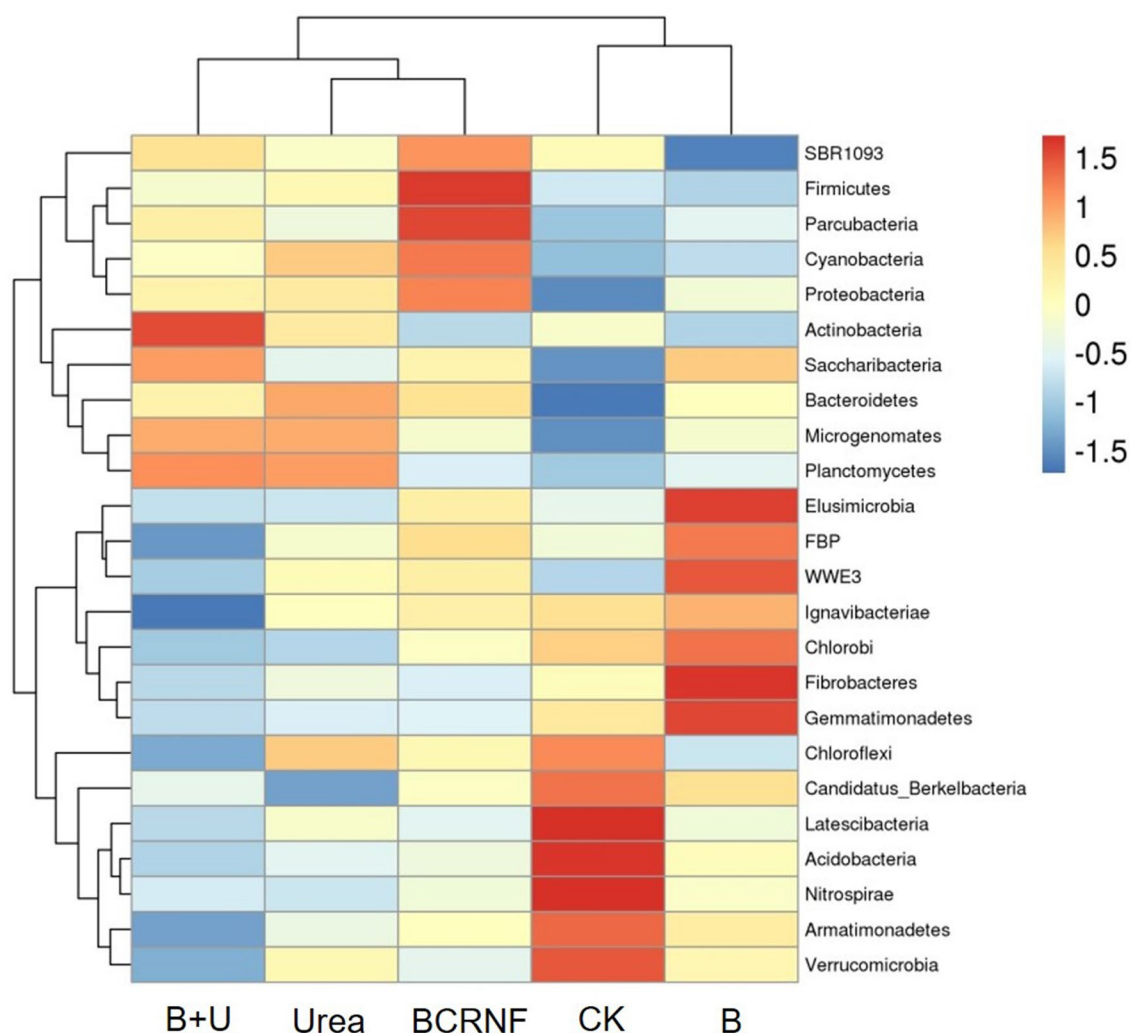 SBR1093
Firmicutes
Parcubacteria
Cyanobacteria
Proteobacteria
Actinobacteria
Saccharibacteria
Bacteroidetes
Microgenomates
Planctomycetes
Elusimicrobia
FBP
WWE3
Ignavibacteriae
Chlorobi
Fibrobacteres
Gemmatimonadetes
Chloroflexi
Candidatus_Berkelbacteria
Latescibacteria
Acidobacteria
Nitrospirae
Armatimonadetes
Verrucomicrobia
1.5
1
0.5
0
-0.5
-1
-1.5
B+U Urea BCRNF CK B